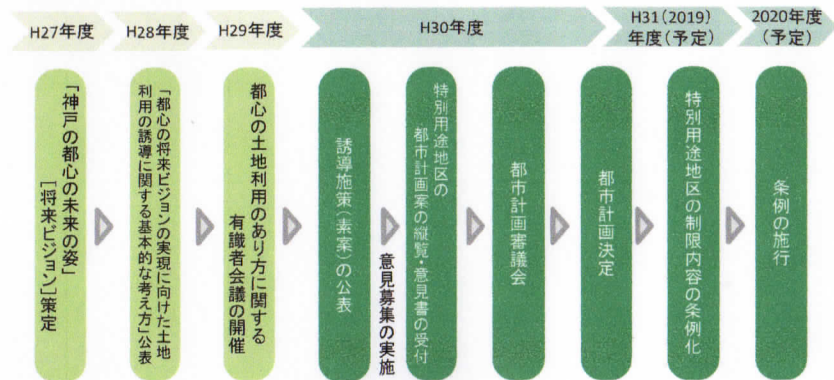 H27年度
H28年度
H29年度
H30年度
H31(2019)
年度(予定)
2020年度
(予定)
「神戸の都心の未来の姿」
[将来ビジョン]策定
「都心の将来ビジョンの実現に向けた土地
利用の誘導に関する基本的な考え方」公表
都心の土地利用のあり方に関する
有識者会議の開催
誘導施策(素案)の公表
意見募集の実施
特別用途地区の
都市計画案の縦覧・意見書の受付
都市計画審議会
都市計画決定
特別用途地区の制限内容の条例化
条例の施行